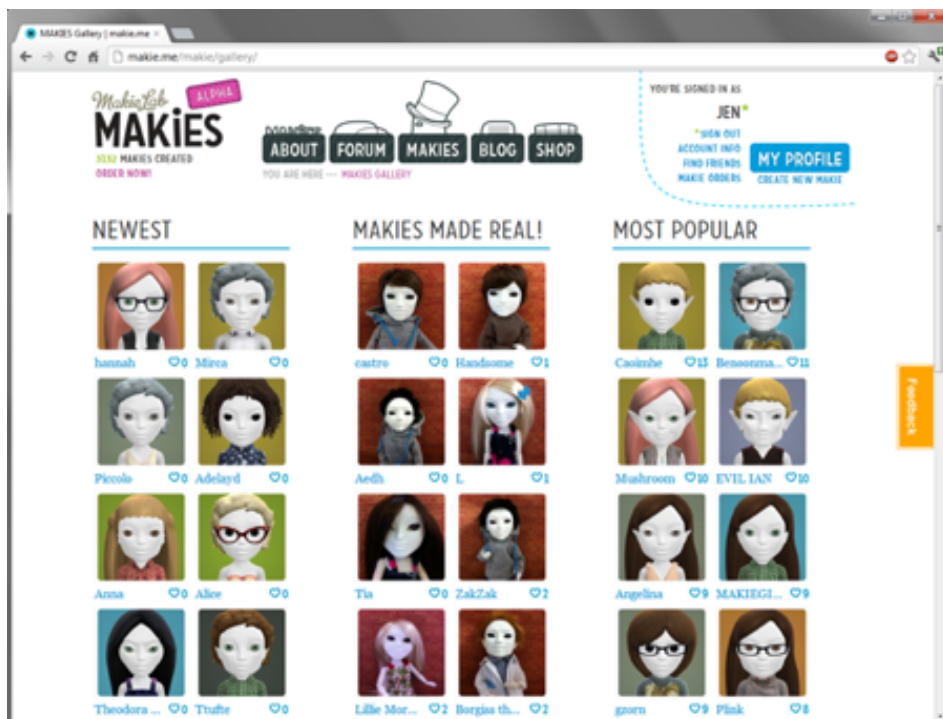 MAKIES Gallery | makie.me
makie.me/makie/gallery/
MakieLab
ALPHA
MAKiES
MAKIES CREATED
ORDER NOW!
ABOUT FORUM MAKIES BLOG SHOP
YOU ARE HERE --- MAKIES GALLERY
YOU'RE SIGNED IN AS
JEN*
*SIGN OUT
ACCOUNT INFO
FIND FRIENDS
MAKIE ORDERS
MY PROFILE
CREATE NEW MAKIE
NEWEST
MAKIES MADE REAL!
MOST POPULAR
hannah 0 Mirca 0
castro 0 Handsome 1
Caoimhe 13 Bensonma... 11
Piccolo 0 Adelayd 0
Aedh 0 L 1
Mushroom 10 EVIL IAN 10
Anna 0 Alice 0
Tia 0 ZakZak 2
Angelina 9 MAKIEGI... 9
Theodora ... 0 Ttufte 0
Lillie Mor... 2 Borgiss th... 2
gzorn 9 Plink 8
Feedback